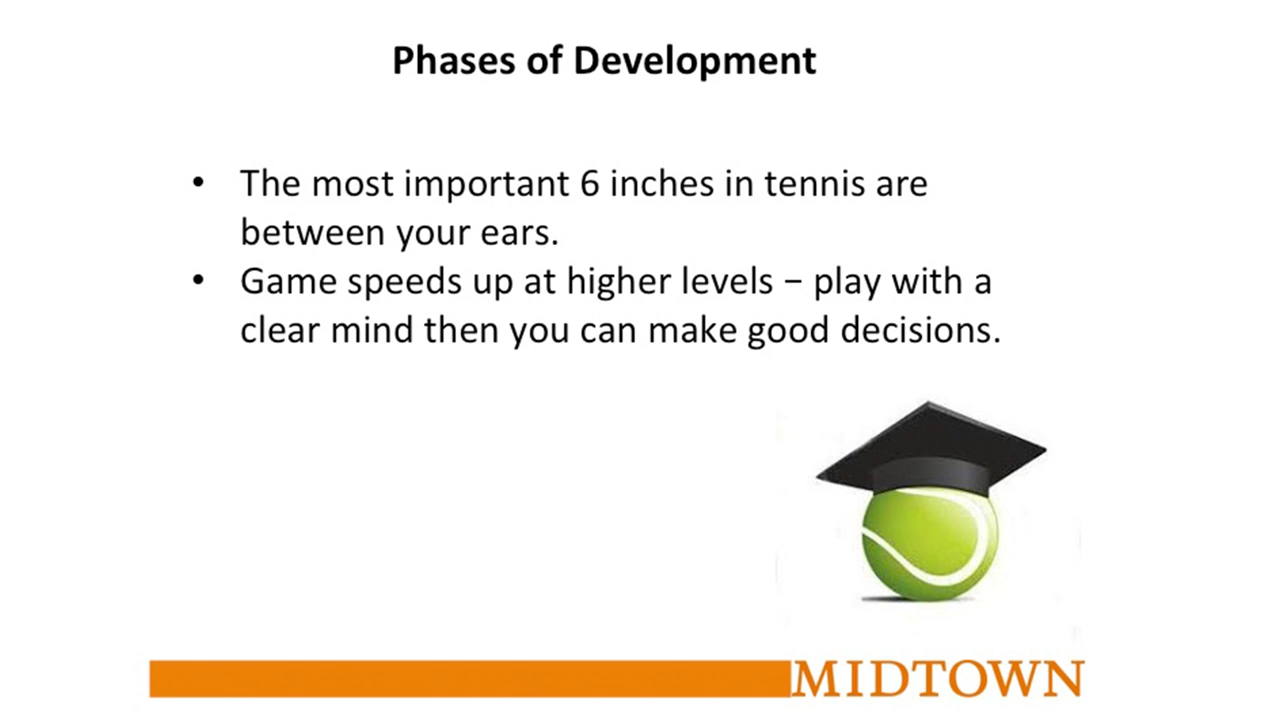 Phases of Development
• The most important 6 inches in tennis are
between your ears.
• Game speeds up at higher levels – play with a
clear mind then you can make good decisions.
MIDTOWN